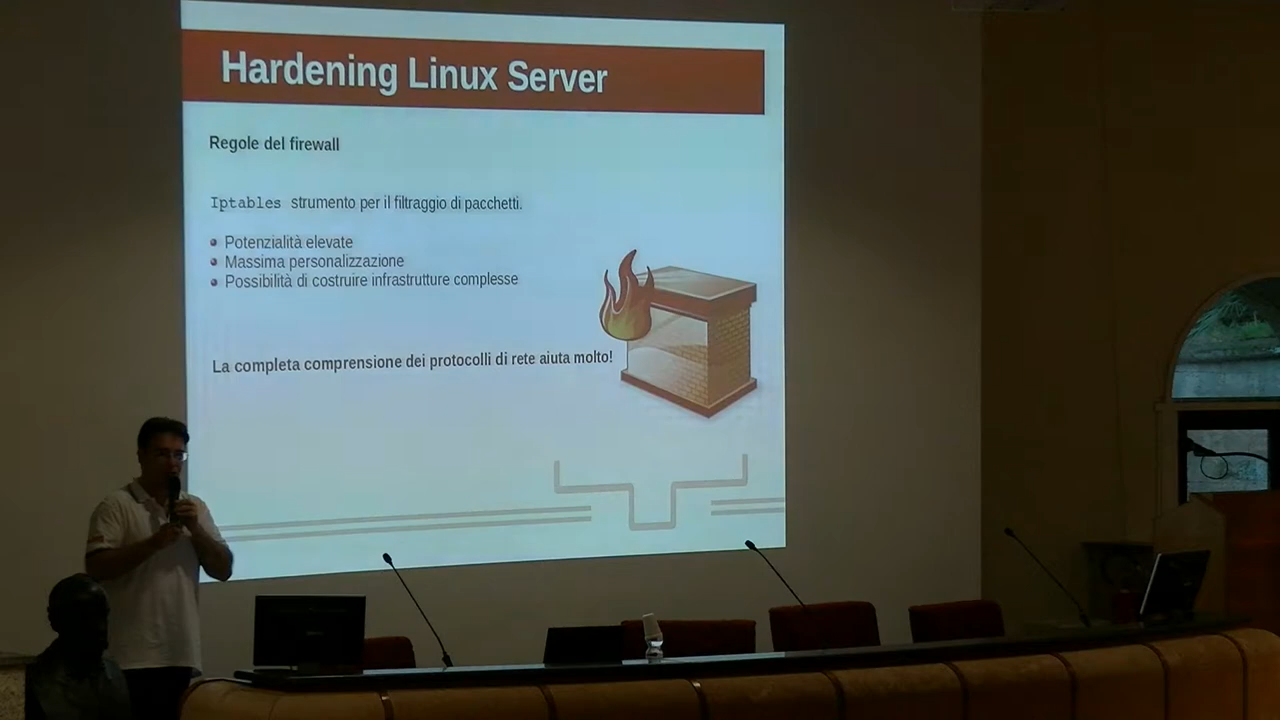 Hardening Linux Server
Regole del firewall
Iptables strumento per il filtraggio di pacchetti.
Potenzialità elevate
Massima personalizzazione
Possibilità di costruire infrastrutture complesse
La completa comprensione dei protocolli di rete aiuta molto!